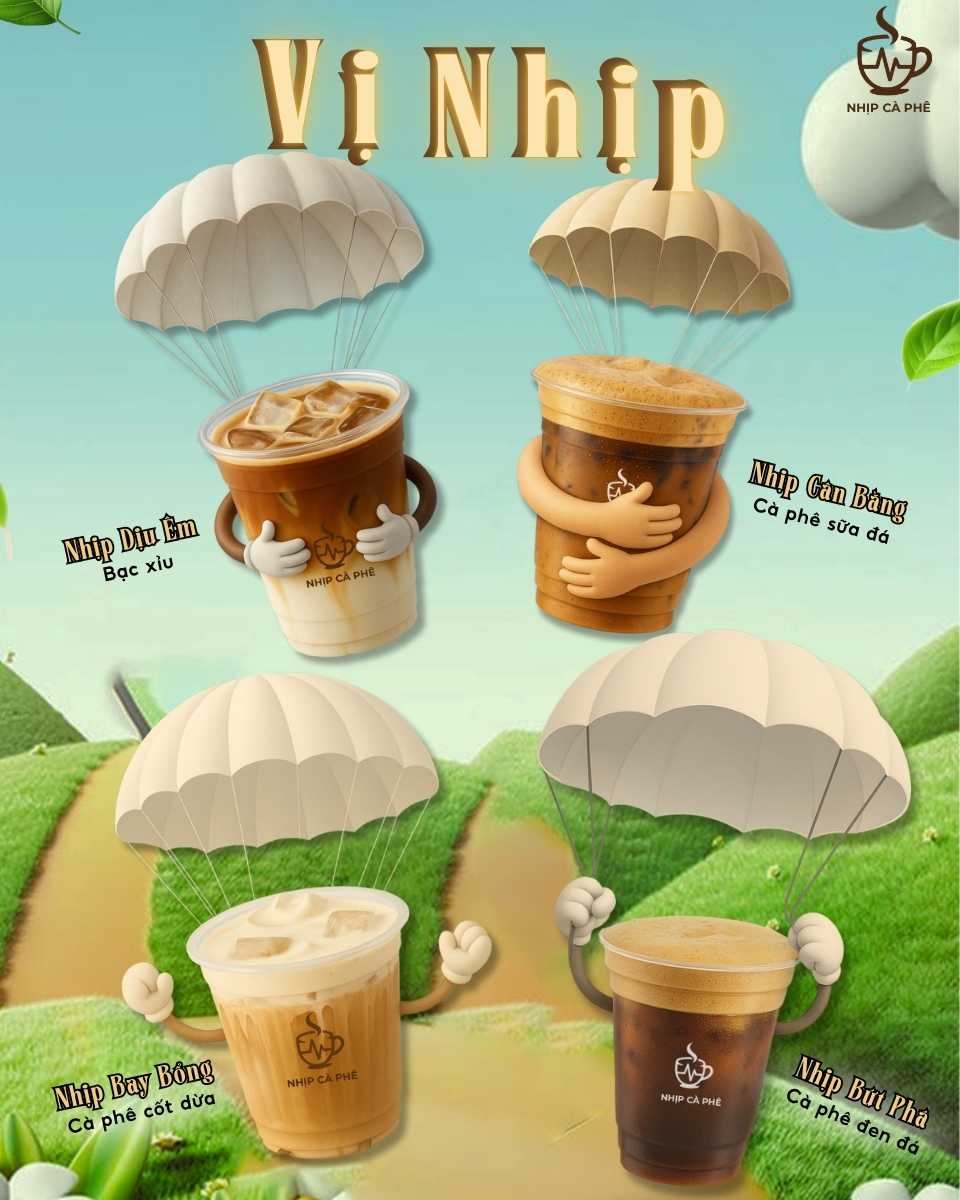 Vị Nhịp
NHỊP CÀ PHÊ
Nhịp Dịu Êm
Bạc xỉu
NHỊP CÀ PHÊ
Nhịp Cân Bằng
Cà phê sữa đá
Nhịp Bay Bổng
Cà phê cốt dừa
NHỊP CÀ PHÊ
Nhịp Bứt Phá
Cà phê đen đá
NHỊP CÀ PHÊ